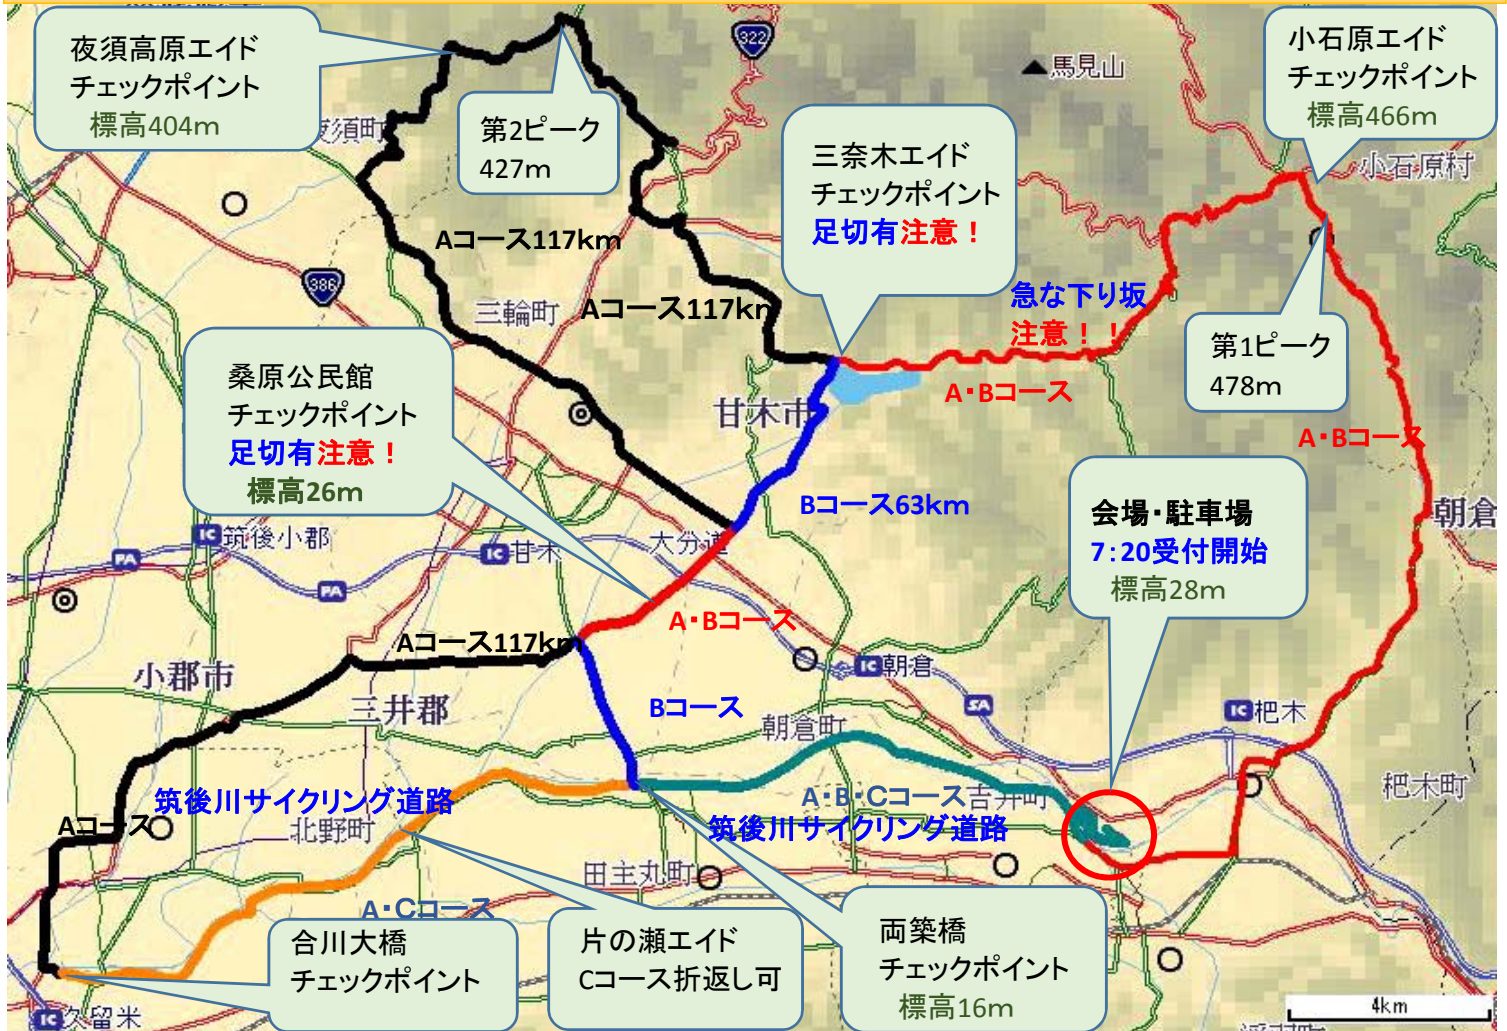 夜須高原エイド
チェックポイント
標高404m
322
馬見山
小石原エイド
チェックポイント
標高466m
夜須町
第2ピーク
427m
三奈木エイド
チェックポイント
足切有注意！
小石原村
Aコース117km
386
三輪町
Aコース117km
急な下り坂
注意！！
第1ピーク
478m
桑原公民館
チェックポイント
足切有注意！
標高26m
甘木市
A・Bコース
A・Bコース
Bコース63km
会場・駐車場
7:20受付開始
標高28m
朝倉
IC筑後小郡
PA
IC甘木
大分道
PA
A・Bコース
Aコース117km
小郡市
三井郡
IC朝倉
SA
IC杷木
Bコース
朝倉町
杷木町
筑後川サイクリング道路
A・B・Cコース
吉井町
筑後川サイクリング道路
Aコース
北野町
田主丸町
A・Cコース
合川大橋
チェックポイント
片の瀬エイド
Cコース折返し可
両築橋
チェックポイント
標高16m
IC久留米
4km